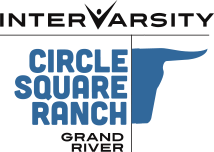 INTERVARSITY
CIRCLE
SQUARE
RANCH
GRAND
RIVER